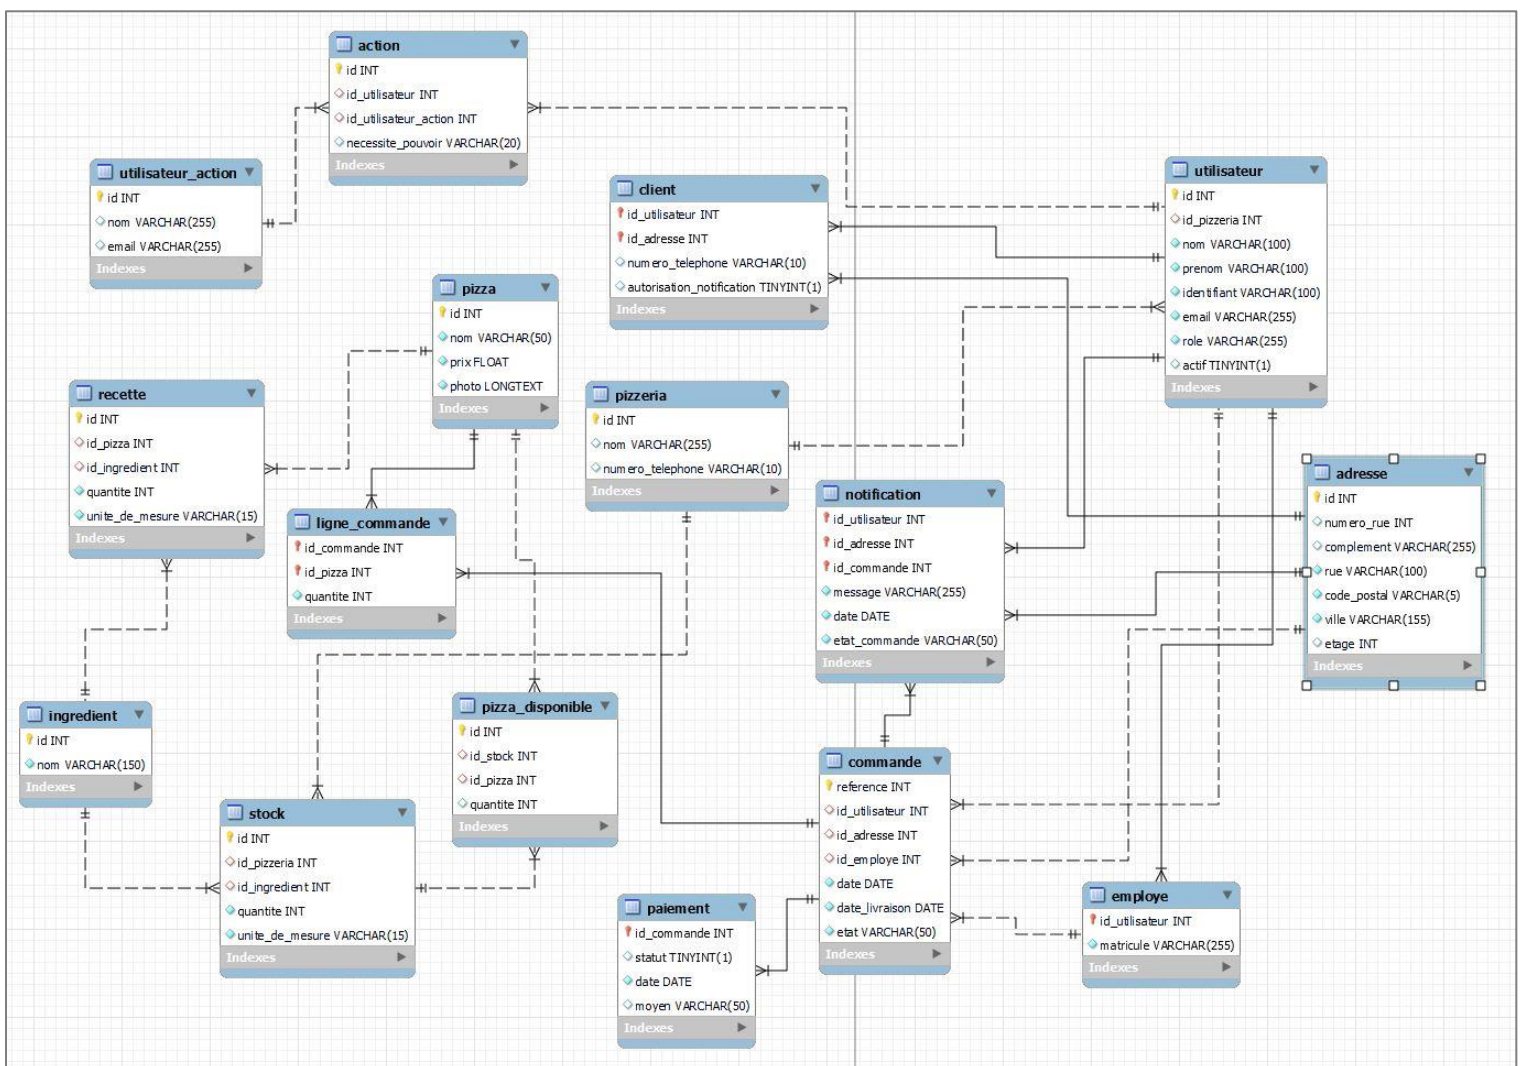 action
id INT
id_utilisateur INT
id_utilisateur_action INT
necessite_pouvoir VARCHAR(20)
Indexes
utilisateur_action
id INT
nom VARCHAR(255)
email VARCHAR(255)
Indexes
client
id_utilisateur INT
id_adresse INT
numero_telephone VARCHAR(10)
autorisation_notification TINYINT(1)
Indexes
utilisateur
id INT
id_pizzeria INT
nom VARCHAR(100)
prenom VARCHAR(100)
identifiant VARCHAR(100)
email VARCHAR(255)
role VARCHAR(255)
actif TINYINT(1)
Indexes
pizza
id INT
nom VARCHAR(50)
prix FLOAT
photo LONGTEXT
Indexes
recette
id INT
id_pizza INT
id_ingredient INT
quantite INT
unite_de_mesure VARCHAR(15)
Indexes
pizzeria
id INT
nom VARCHAR(255)
numero_telephone VARCHAR(10)
Indexes
ligne_commande
id_commande INT
id_pizza INT
quantite INT
Indexes
notification
id_utilisateur INT
id_adresse INT
id_commande INT
message VARCHAR(255)
date DATE
etat_commande VARCHAR(50)
Indexes
adresse
id INT
numero_rue INT
complement VARCHAR(255)
rue VARCHAR(100)
code_postal VARCHAR(5)
ville VARCHAR(155)
etage INT
Indexes
ingredient
id INT
nom VARCHAR(150)
Indexes
pizza_disponible
id INT
id_stock INT
id_pizza INT
quantite INT
Indexes
stock
id INT
id_pizzeria INT
id_ingredient INT
quantite INT
unite_de_mesure VARCHAR(15)
Indexes
commande
reference INT
id_utilisateur INT
id_adresse INT
id_employe INT
date DATE
date_livraison DATE
etat VARCHAR(50)
Indexes
paiement
id_commande INT
statut TINYINT(1)
date DATE
moyen VARCHAR(50)
Indexes
employe
id_utilisateur INT
matricule VARCHAR(255)
Indexes